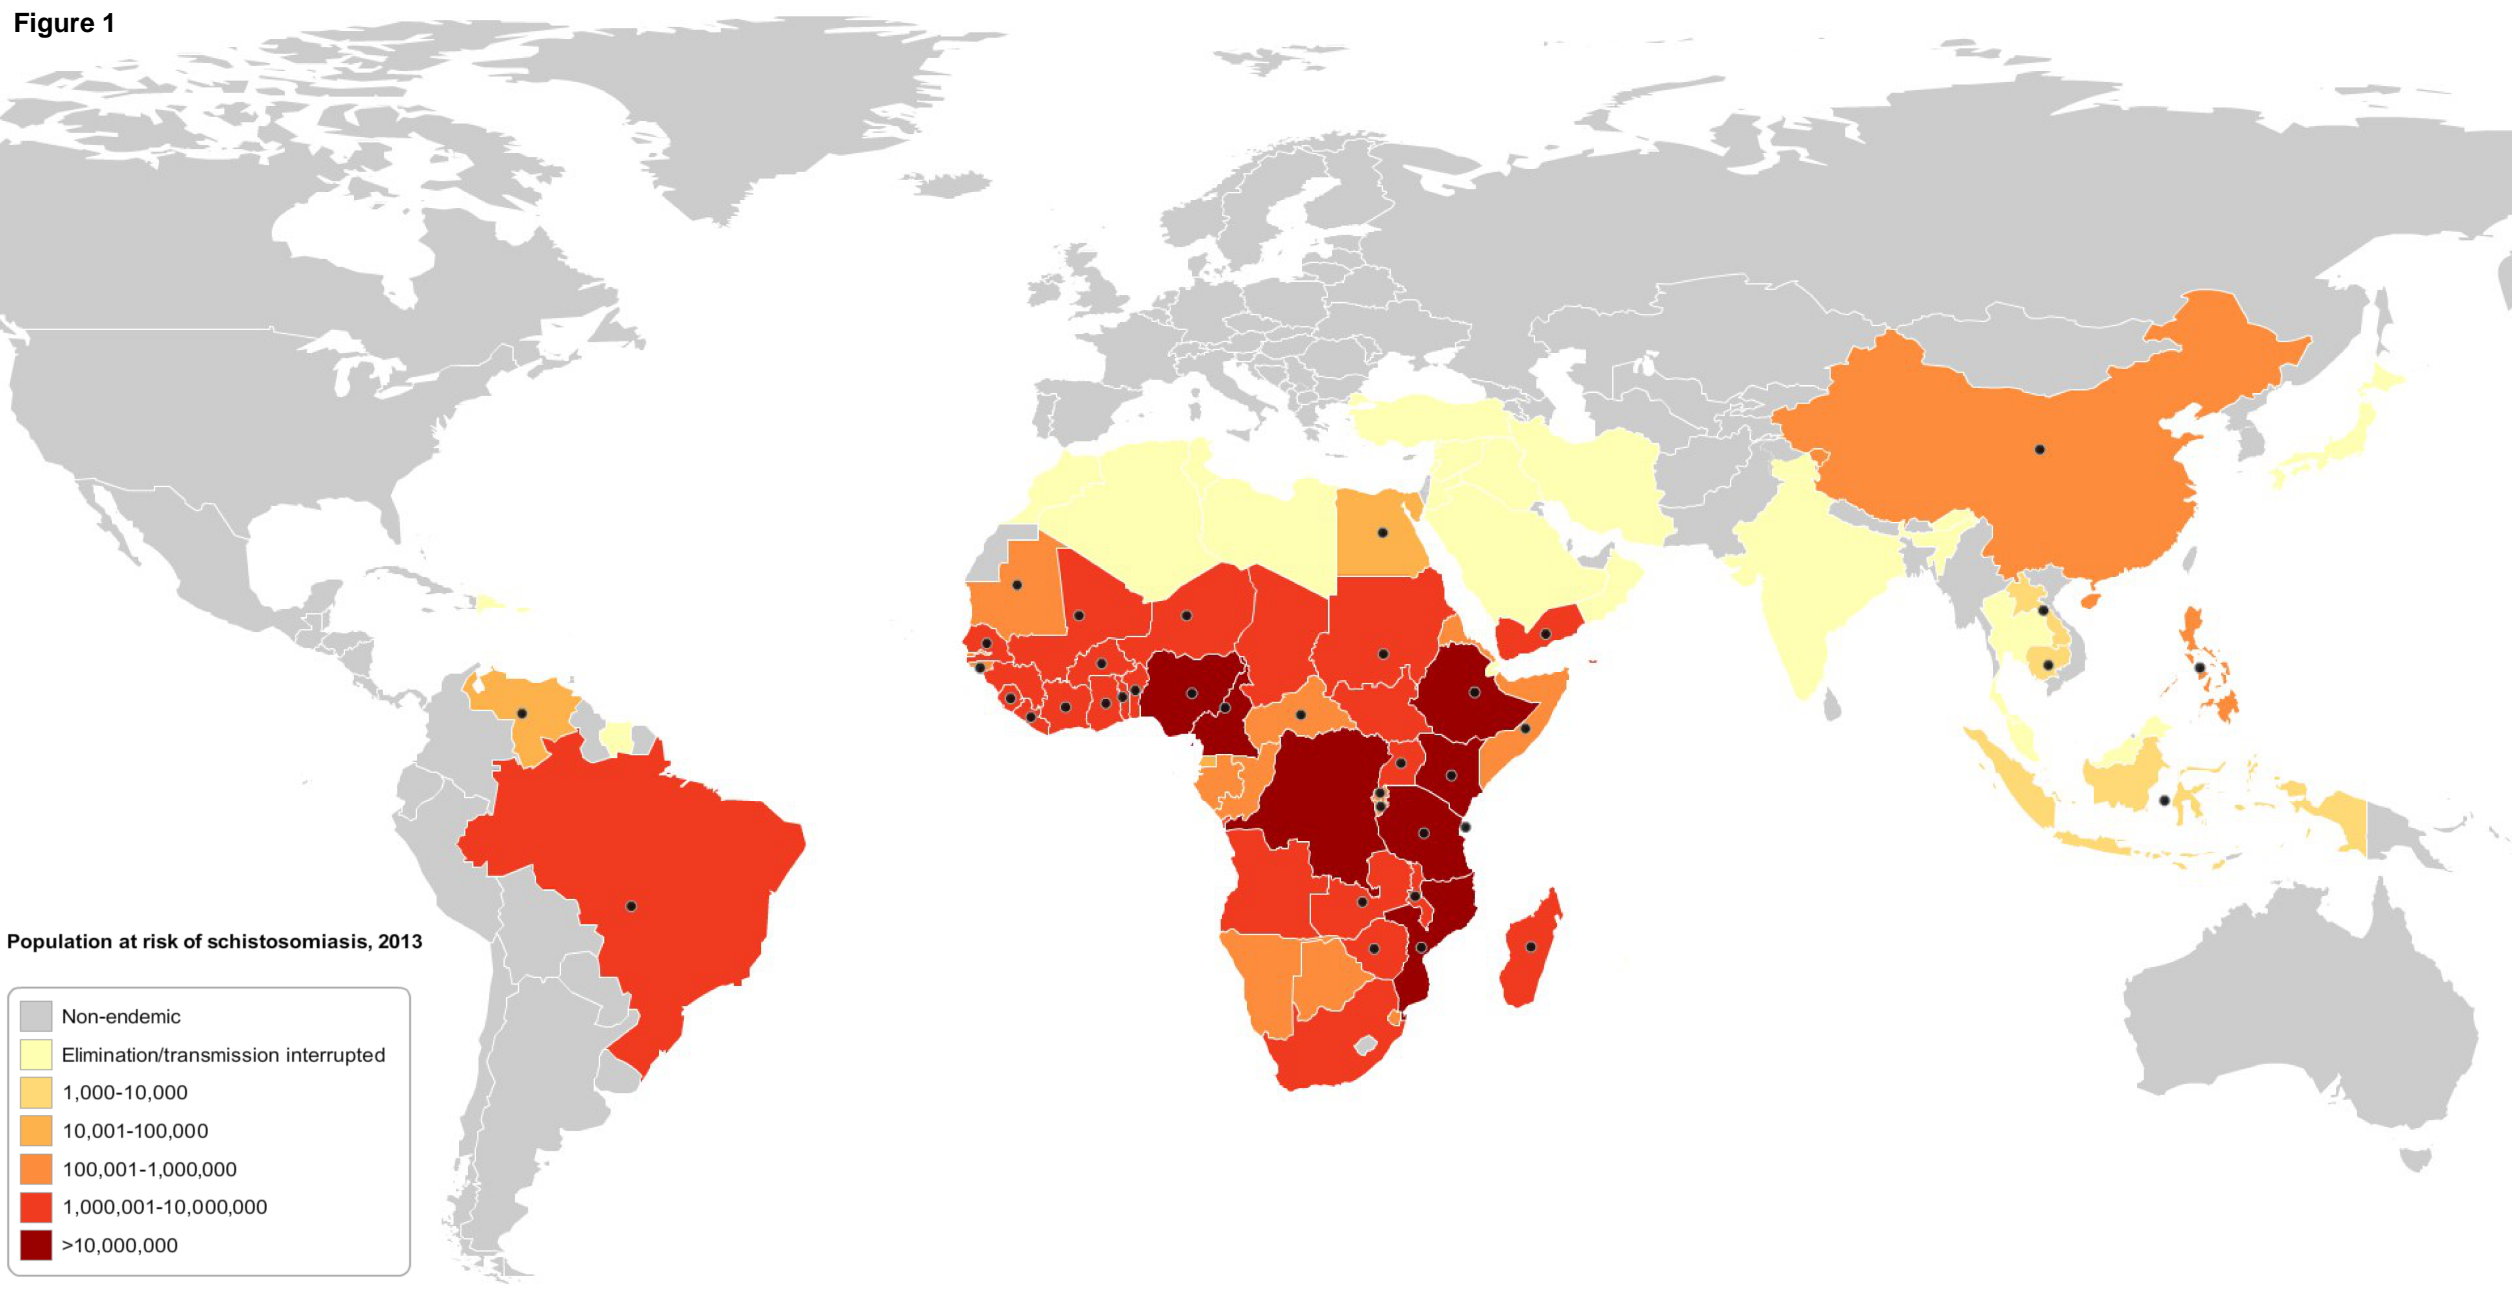 Figure 1
Population at risk of schistosomiasis, 2013
Non-endemic
Elimination/transmission interrupted
1,000-10,000
10,001-100,000
100,001-1,000,000
1,000,001-10,000,000
>10,000,000